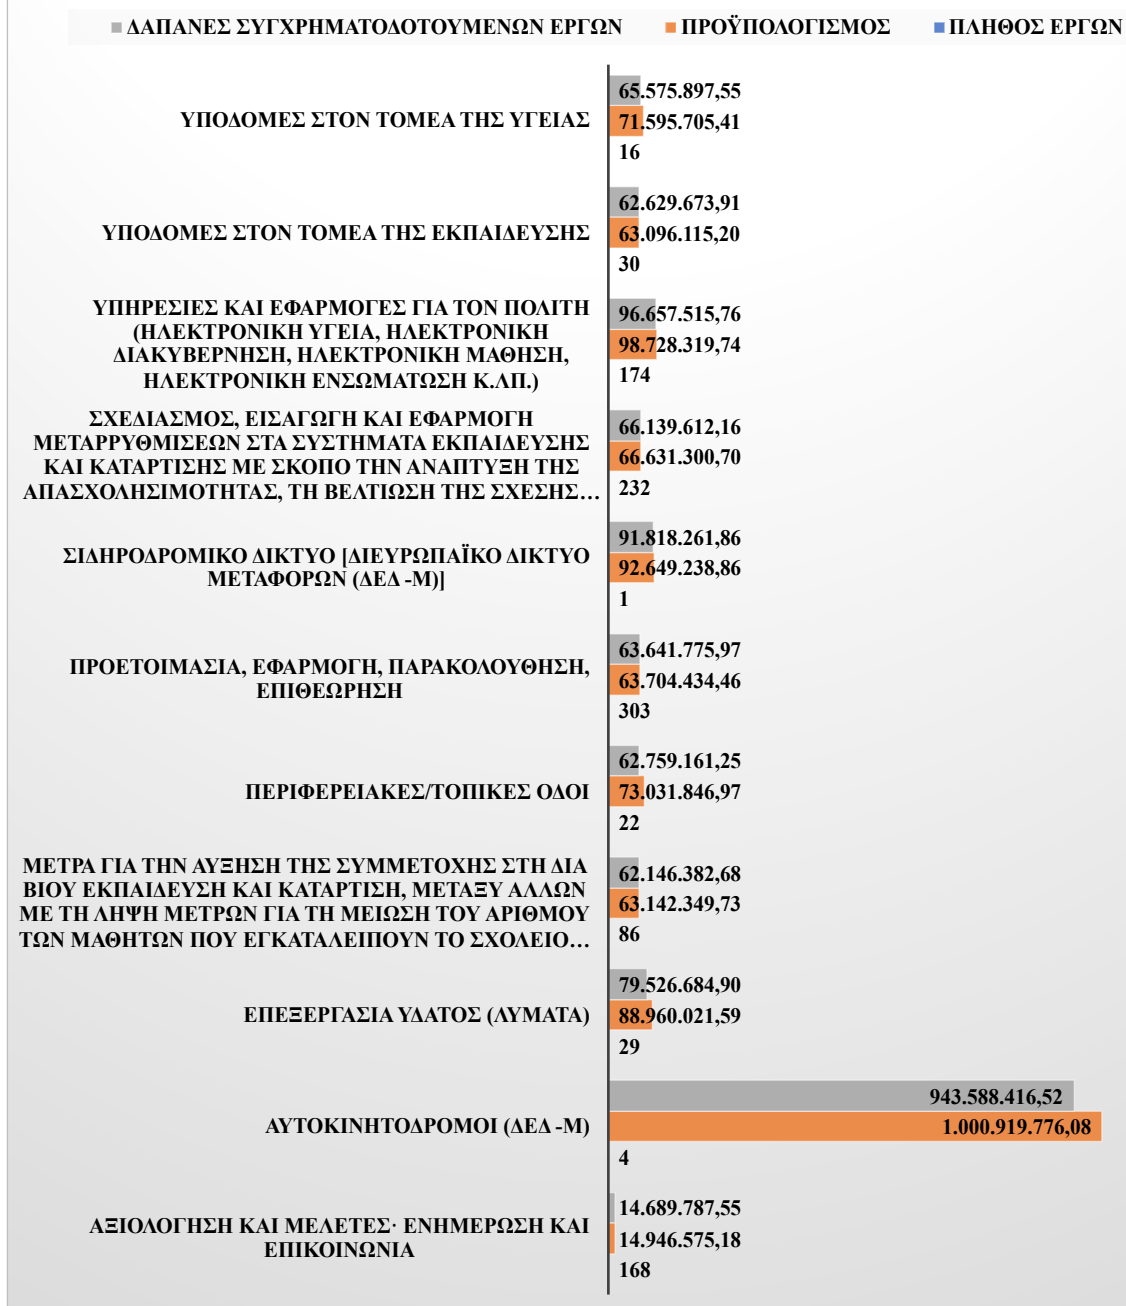 ΔΑΠΑΝΕΣ ΣΥΓΧΡΗΜΑΤΟΔΟΤΟΥΜΕΝΩΝ ΕΡΓΩΝ ΠΡΟΫΠΟΛΟΓΙΣΜΟΣ ΠΛΗΘΟΣ ΕΡΓΩΝ
65.575.897,55
ΥΠΟΔΟΜΕΣ ΣΤΟΝ ΤΟΜΕΑ ΤΗΣ ΥΓΕΙΑΣ
71.595.705,41
16
62.629.673,91
ΥΠΟΔΟΜΕΣ ΣΤΟΝ ΤΟΜΕΑ ΤΗΣ ΕΚΠΑΙΔΕΥΣΗΣ
63.096.115,20
30
ΥΠΗΡΕΣΙΕΣ ΚΑΙ ΕΦΑΡΜΟΓΕΣ ΓΙΑ ΤΟΝ ΠΟΛΙΤΗ
(ΗΛΕΚΤΡΟΝΙΚΗ ΥΓΕΙΑ, ΗΛΕΚΤΡΟΝΙΚΗ
ΔΙΑΚΥΒΕΡΝΗΣΗ, ΗΛΕΚΤΡΟΝΙΚΗ ΜΑΘΗΣΗ,
ΗΛΕΚΤΡΟΝΙΚΗ ΕΝΣΩΜΑΤΩΣΗ Κ.ΛΠ.)
96.657.515,76
98.728.319,74
174
ΣΧΕΔΙΑΣΜΟΣ, ΕΙΣΑΓΩΓΗ ΚΑΙ ΕΦΑΡΜΟΓΗ
ΜΕΤΑΡΡΥΘΜΙΣΕΩΝ ΣΤΑ ΣΥΣΤΗΜΑΤΑ ΕΚΠΑΙΔΕΥΣΗΣ
ΚΑΙ ΚΑΤΑΡΤΙΣΗΣ ΜΕ ΣΚΟΠΟ ΤΗΝ ΑΝΑΠΤΥΞΗ ΤΗΣ
ΑΠΑΣΧΟΛΗΣΙΜΟΤΗΤΑΣ, ΤΗ ΒΕΛΤΙΩΣΗ ΤΗΣ ΣΧΕΣΗΣ…
66.139.612,16
66.631.300,70
232
ΣΙΔΗΡΟΔΡΟΜΙΚΟ ΔΙΚΤΥΟ [ΔΙΕΥΡΩΠΑΪΚΟ ΔΙΚΤΥΟ
ΜΕΤΑΦΟΡΩΝ (ΔΕΔ -Μ)]
91.818.261,86
92.649.238,86
1
ΠΡΟΕΤΟΙΜΑΣΙΑ, ΕΦΑΡΜΟΓΗ, ΠΑΡΑΚΟΛΟΥΘΗΣΗ,
ΕΠΙΘΕΩΡΗΣΗ
63.641.775,97
63.704.434,46
303
62.759.161,25
ΠΕΡΙΦΕΡΕΙΑΚΕΣ/ΤΟΠΙΚΕΣ ΟΔΟΙ
73.031.846,97
22
ΜΕΤΡΑ ΓΙΑ ΤΗΝ ΑΥΞΗΣΗ ΤΗΣ ΣΥΜΜΕΤΟΧΗΣ ΣΤΗ ΔΙΑ
ΒΙΟΥ ΕΚΠΑΙΔΕΥΣΗ ΚΑΙ ΚΑΤΑΡΤΙΣΗ, ΜΕΤΑΞΥ ΑΛΛΩΝ
ΜΕ ΤΗ ΛΗΨΗ ΜΕΤΡΩΝ ΓΙΑ ΤΗ ΜΕΙΩΣΗ ΤΟΥ ΑΡΙΘΜΟΥ
ΤΩΝ ΜΑΘΗΤΩΝ ΠΟΥ ΕΓΚΑΤΑΛΕΙΠΟΥΝ ΤΟ ΣΧΟΛΕΙΟ…
62.146.382,68
63.142.349,73
86
79.526.684,90
ΕΠΕΞΕΡΓΑΣΙΑ ΥΔΑΤΟΣ (ΛΥΜΑΤΑ)
88.960.021,59
29
943.588.416,52
ΑΥΤΟΚΙΝΗΤΟΔΡΟΜΟΙ (ΔΕΔ -Μ)
1.000.919.776,08
4
ΑΞΙΟΛΟΓΗΣΗ ΚΑΙ ΜΕΛΕΤΕΣ· ΕΝΗΜΕΡΩΣΗ ΚΑΙ
ΕΠΙΚΟΙΝΩΝΙΑ
14.689.787,55
14.946.575,18
168